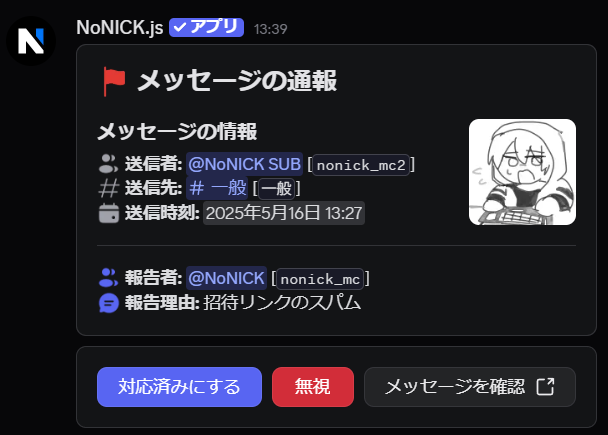 NoNICK.js ✓ アプリ 13:39
メッセージの通報
メッセージの情報
送信者: @NoNICK SUB [nonick_mc2]
送信先: # 一般 [一般]
送信時刻: 2025年5月16日 13:27
報告者: @NoNICK [nonick_mc]
報告理由: 招待リンクのスパム
対応済みにする 無視 メッセージを確認